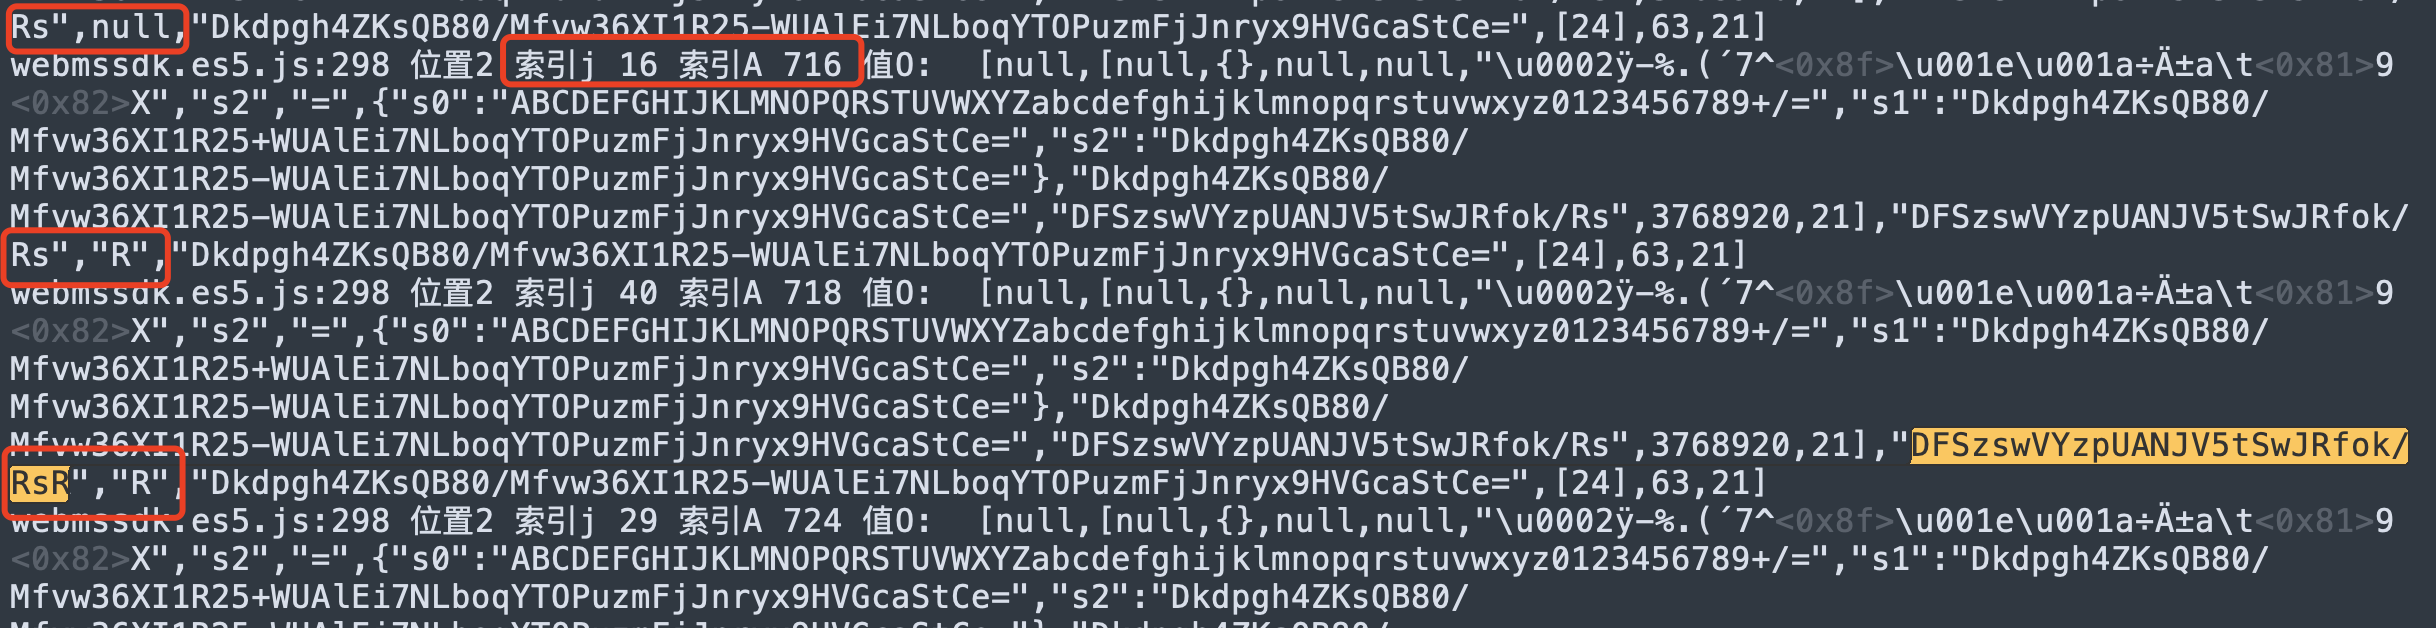 Rs",null,"Dkdpgh4ZKsQB80/Mfvw36XI1R25-WUAlEi7NLboqYTOPuzmFjJnryx9HVGcaStCe=",[24],63,21]
webmssdk.es5.js:298 位置2 索引j 16 索引A 716 值O:  [null,[null,{},null,null,"\u0002ÿ-%.(´7^<0x8f>\u001e\u001a÷Ä±a\t<0x81>9
<0x82>X","s2","=",{"s0":"ABCDEFGHIJKLMNOPQRSTUVWXYZabcdefghijklmnopqrstuvwxyz0123456789+/=","s1":"Dkdpgh4ZKsQB80/
Mfvw36XI1R25+WUAlEi7NLboqYTOPuzmFjJnryx9HVGcaStCe=","s2":"Dkdpgh4ZKsQB80/
Mfvw36XI1R25-WUAlEi7NLboqYTOPuzmFjJnryx9HVGcaStCe="},"Dkdpgh4ZKsQB80/
Mfvw36XI1R25-WUAlEi7NLboqYTOPuzmFjJnryx9HVGcaStCe=","DFSzswVYzpUANJV5tSwJRfok/Rs",3768920,21],"DFSzswVYzpUANJV5tSwJRfok/
Rs","R","Dkdpgh4ZKsQB80/Mfvw36XI1R25-WUAlEi7NLboqYTOPuzmFjJnryx9HVGcaStCe=",[24],63,21]
webmssdk.es5.js:298 位置2 索引j 40 索引A 718 值O:  [null,[null,{},null,null,"\u0002ÿ-%.(´7^<0x8f>\u001e\u001a÷Ä±a\t<0x81>9
<0x82>X","s2","=",{"s0":"ABCDEFGHIJKLMNOPQRSTUVWXYZabcdefghijklmnopqrstuvwxyz0123456789+/=","s1":"Dkdpgh4ZKsQB80/
Mfvw36XI1R25+WUAlEi7NLboqYTOPuzmFjJnryx9HVGcaStCe=","s2":"Dkdpgh4ZKsQB80/
Mfvw36XI1R25-WUAlEi7NLboqYTOPuzmFjJnryx9HVGcaStCe="},"Dkdpgh4ZKsQB80/
Mfvw36XI1R25-WUAlEi7NLboqYTOPuzmFjJnryx9HVGcaStCe=","DFSzswVYzpUANJV5tSwJRfok/Rs",3768920,21],"DFSzswVYzpUANJV5tSwJRfok/
RsR","R","Dkdpgh4ZKsQB80/Mfvw36XI1R25-WUAlEi7NLboqYTOPuzmFjJnryx9HVGcaStCe=",[24],63,21]
webmssdk.es5.js:298 位置2 索引j 29 索引A 724 值O:  [null,[null,{},null,null,"\u0002ÿ-%.(´7^<0x8f>\u001e\u001a÷Ä±a\t<0x81>9
<0x82>X","s2","=",{"s0":"ABCDEFGHIJKLMNOPQRSTUVWXYZabcdefghijklmnopqrstuvwxyz0123456789+/=","s1":"Dkdpgh4ZKsQB80/
Mfvw36XI1R25+WUAlEi7NLboqYTOPuzmFjJnryx9HVGcaStCe=","s2":"Dkdpgh4ZKsQB80/